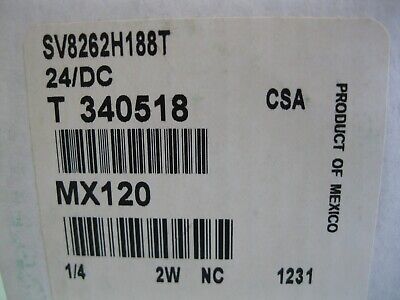 SV8262H188T
24/DC
T 340518
CSA
MX120
1/4 2W NC 1231
PRODUCT OF MEXICO